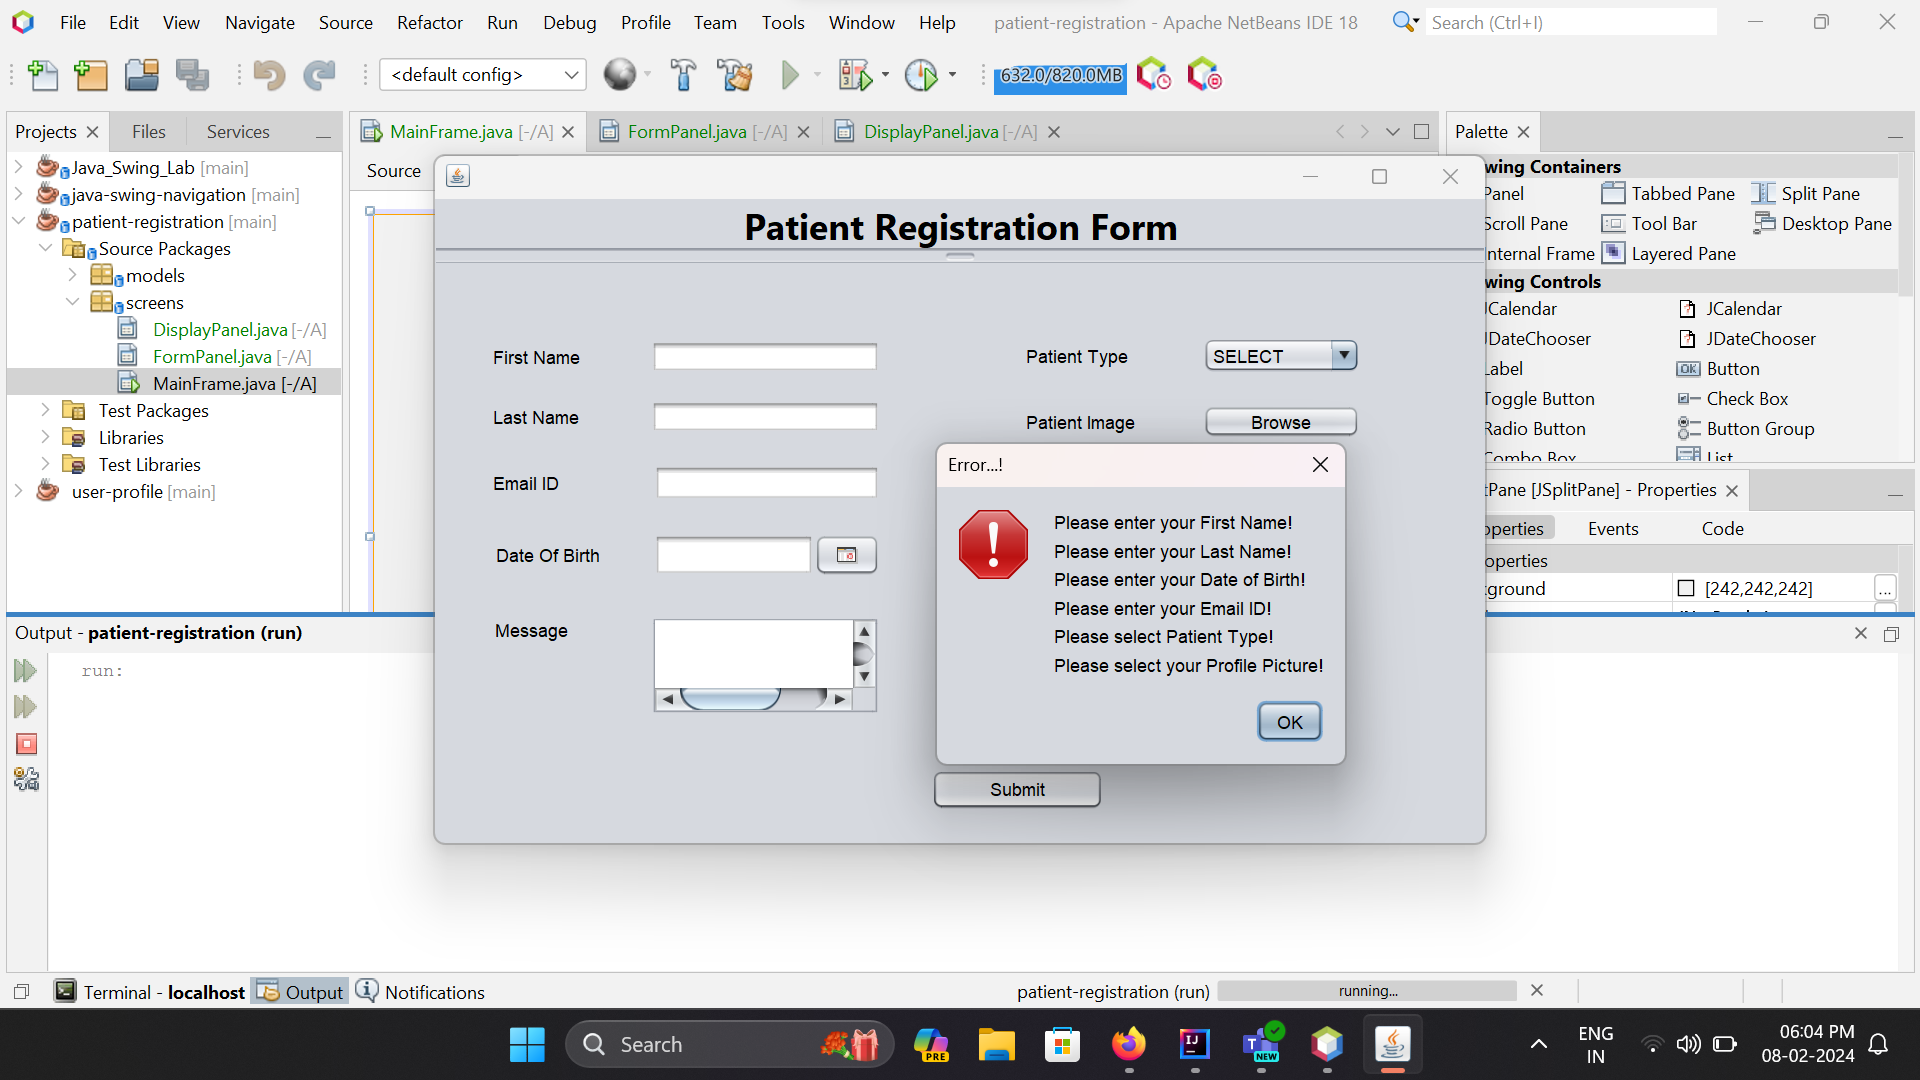 File Edit View Navigate Source Refactor Run Debug Profile Team Tools Window Help patient-registration - Apache NetBeans IDE 18 Search (Ctrl+I)
<default config> 632.0/820.0MB
Projects Files Services
MainFrame.java [-/A] FormPanel.java [-/A] DisplayPanel.java [-/A]
Palette
Java_Swing_Lab [main]
java-swing-navigation [main]
patient-registration [main]
Source Packages
models
screens
DisplayPanel.java [-/A]
FormPanel.java [-/A]
MainFrame.java [-/A]
Test Packages
Libraries
Test Libraries
user-profile [main]
Source
Patient Registration Form
First Name
Last Name
Email ID
Date Of Birth
Message
Patient Type SELECT
Patient Image Browse
Error...!
Please enter your First Name!
Please enter your Last Name!
Please enter your Date of Birth!
Please enter your Email ID!
Please select Patient Type!
Please select your Profile Picture!
OK
Submit
wing Containers
Panel Tabbed Pane Split Pane
Scroll Pane Tool Bar Desktop Pane
nternal Frame Layered Pane
wing Controls
JCalendar JCalendar
JDateChooser JDateChooser
Label Button
Toggle Button Check Box
Radio Button Button Group
Combo Box List
tPane [JSplitPane] - Properties
operties Events Code
operties
ground [242,242,242] ...
Output - patient-registration (run)
run:
Terminal - localhost Output Notifications
patient-registration (run) running...
Search
PRE
IJ
NEW
ENG
IN
06:04 PM
08-02-2024